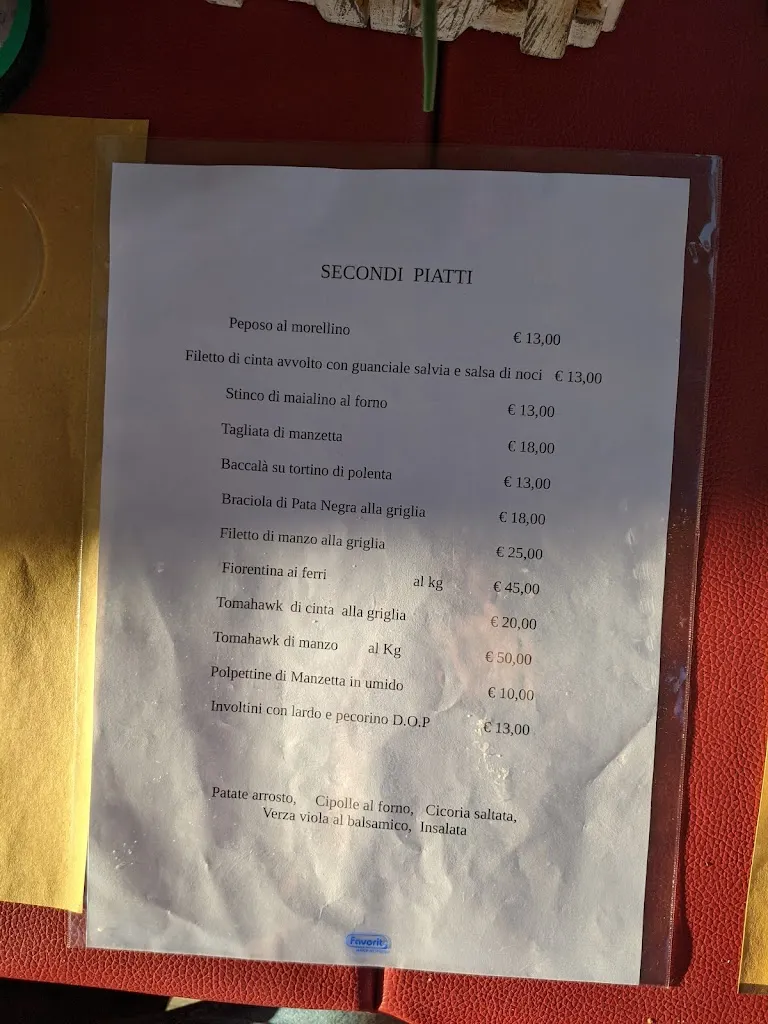 SECONDI PIATTI
Peposo al morellino € 13,00
Filetto di cinta avvolto con guanciale salvia e salsa di noci € 13,00
Stinco di maialino al forno € 13,00
Tagliata di manzetta € 18,00
Baccalà su tortino di polenta € 13,00
Braciola di Pata Negra alla griglia € 18,00
Filetto di manzo alla griglia € 25,00
Fiorentina ai ferri al kg € 45,00
Tomahawk di cinta alla griglia € 20,00
Tomahawk di manzo al Kg € 50,00
Polpettine di Manzetta in umido € 10,00
Involtini con lardo e pecorino D.O.P € 13,00
Patate arrosto, Cipolle al forno, Cicoria saltata,
Verza viola al balsamico, Insalata
Favorit